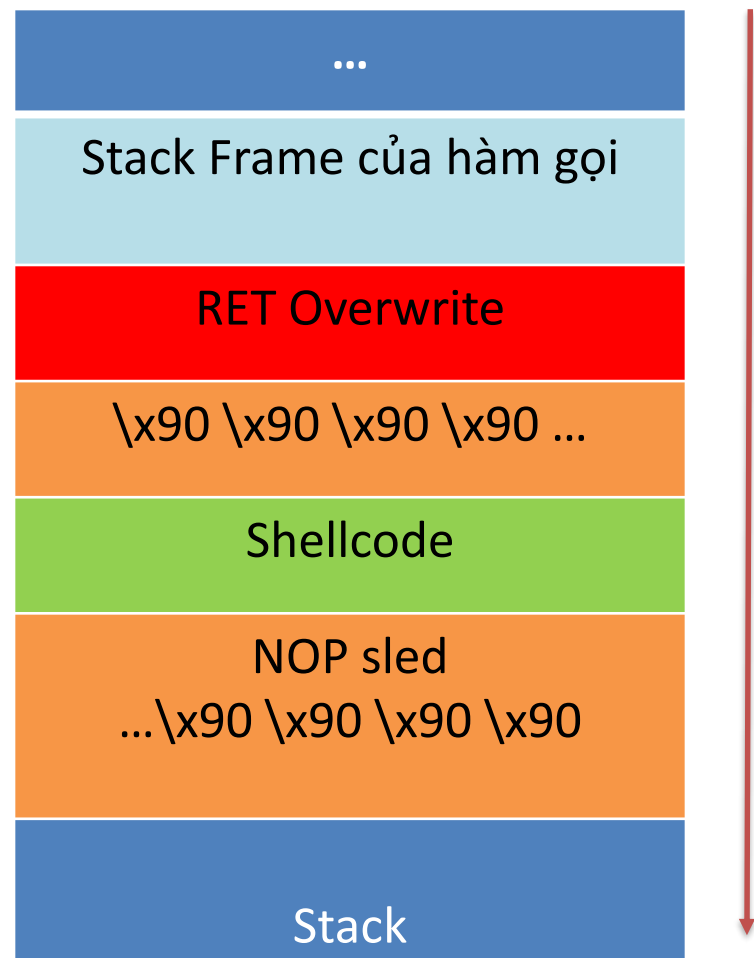 ...
Stack Frame của hàm gọi
RET Overwrite
\x90 \x90 \x90 \x90 ...
Shellcode
NOP sled
...\x90 \x90 \x90 \x90
Stack